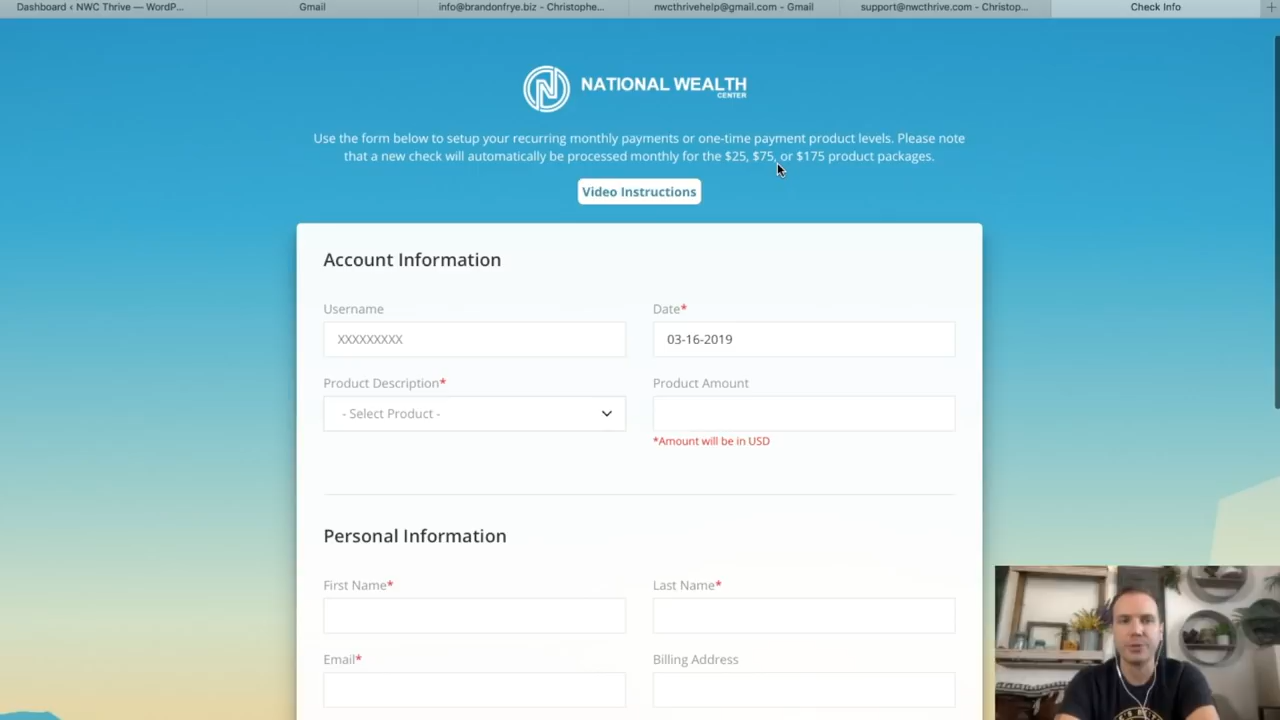 Dashboard ‹ NWC Thrive — WordP...
Gmail
info@brandonfrye.biz - Christophe...
nwcthrivehelp@gmail.com - Gmail
support@nwcthrive.com - Christop...
Check Info
NATIONAL WEALTH
CENTER
Use the form below to setup your recurring monthly payments or one-time payment product levels. Please note
that a new check will automatically be processed monthly for the $25, $75, or $175 product packages.
Video Instructions
Account Information
Username
Date*
XXXXXXXXX
03-16-2019
Product Description*
Product Amount
- Select Product -
*Amount will be in USD
Personal Information
First Name*
Last Name*
Email*
Billing Address